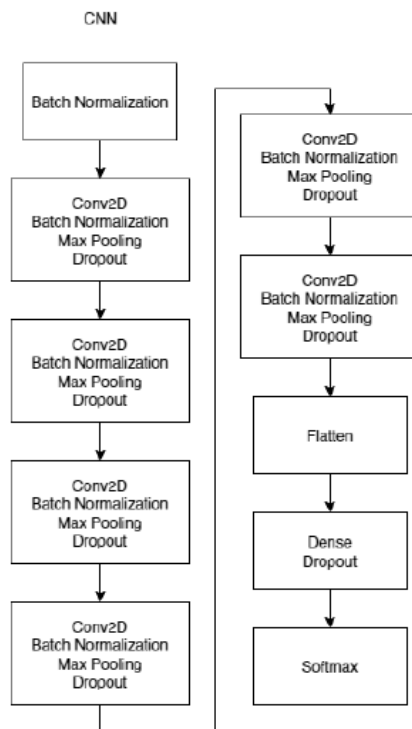 CNN
Batch Normalization
Conv2D
Batch Normalization
Max Pooling
Dropout
Conv2D
Batch Normalization
Max Pooling
Dropout
Conv2D
Batch Normalization
Max Pooling
Dropout
Conv2D
Batch Normalization
Max Pooling
Dropout
Conv2D
Batch Normalization
Max Pooling
Dropout
Conv2D
Batch Normalization
Max Pooling
Dropout
Flatten
Dense
Dropout
Softmax